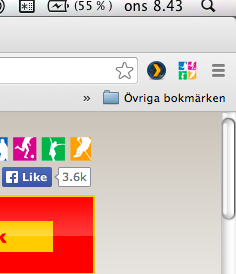 (55 %) ons 8.43
» Övriga bokmärken
Like 3.6k
k